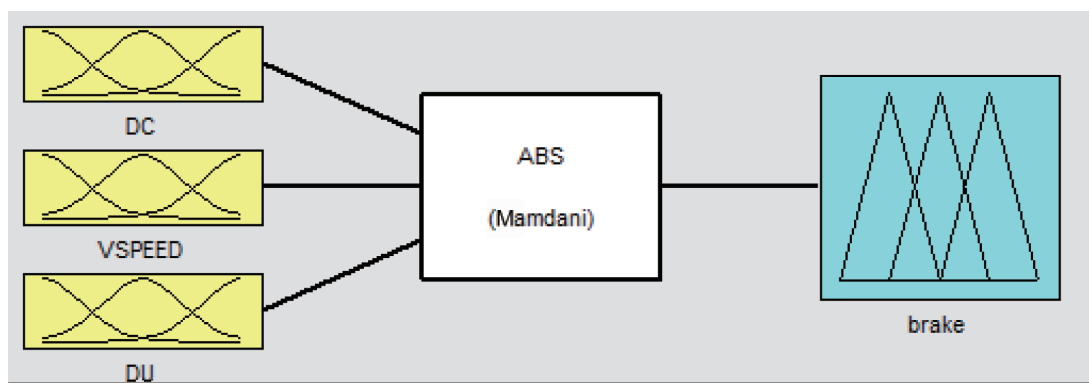 DC
VSPEED
DU
ABS
(Mamdani)
brake